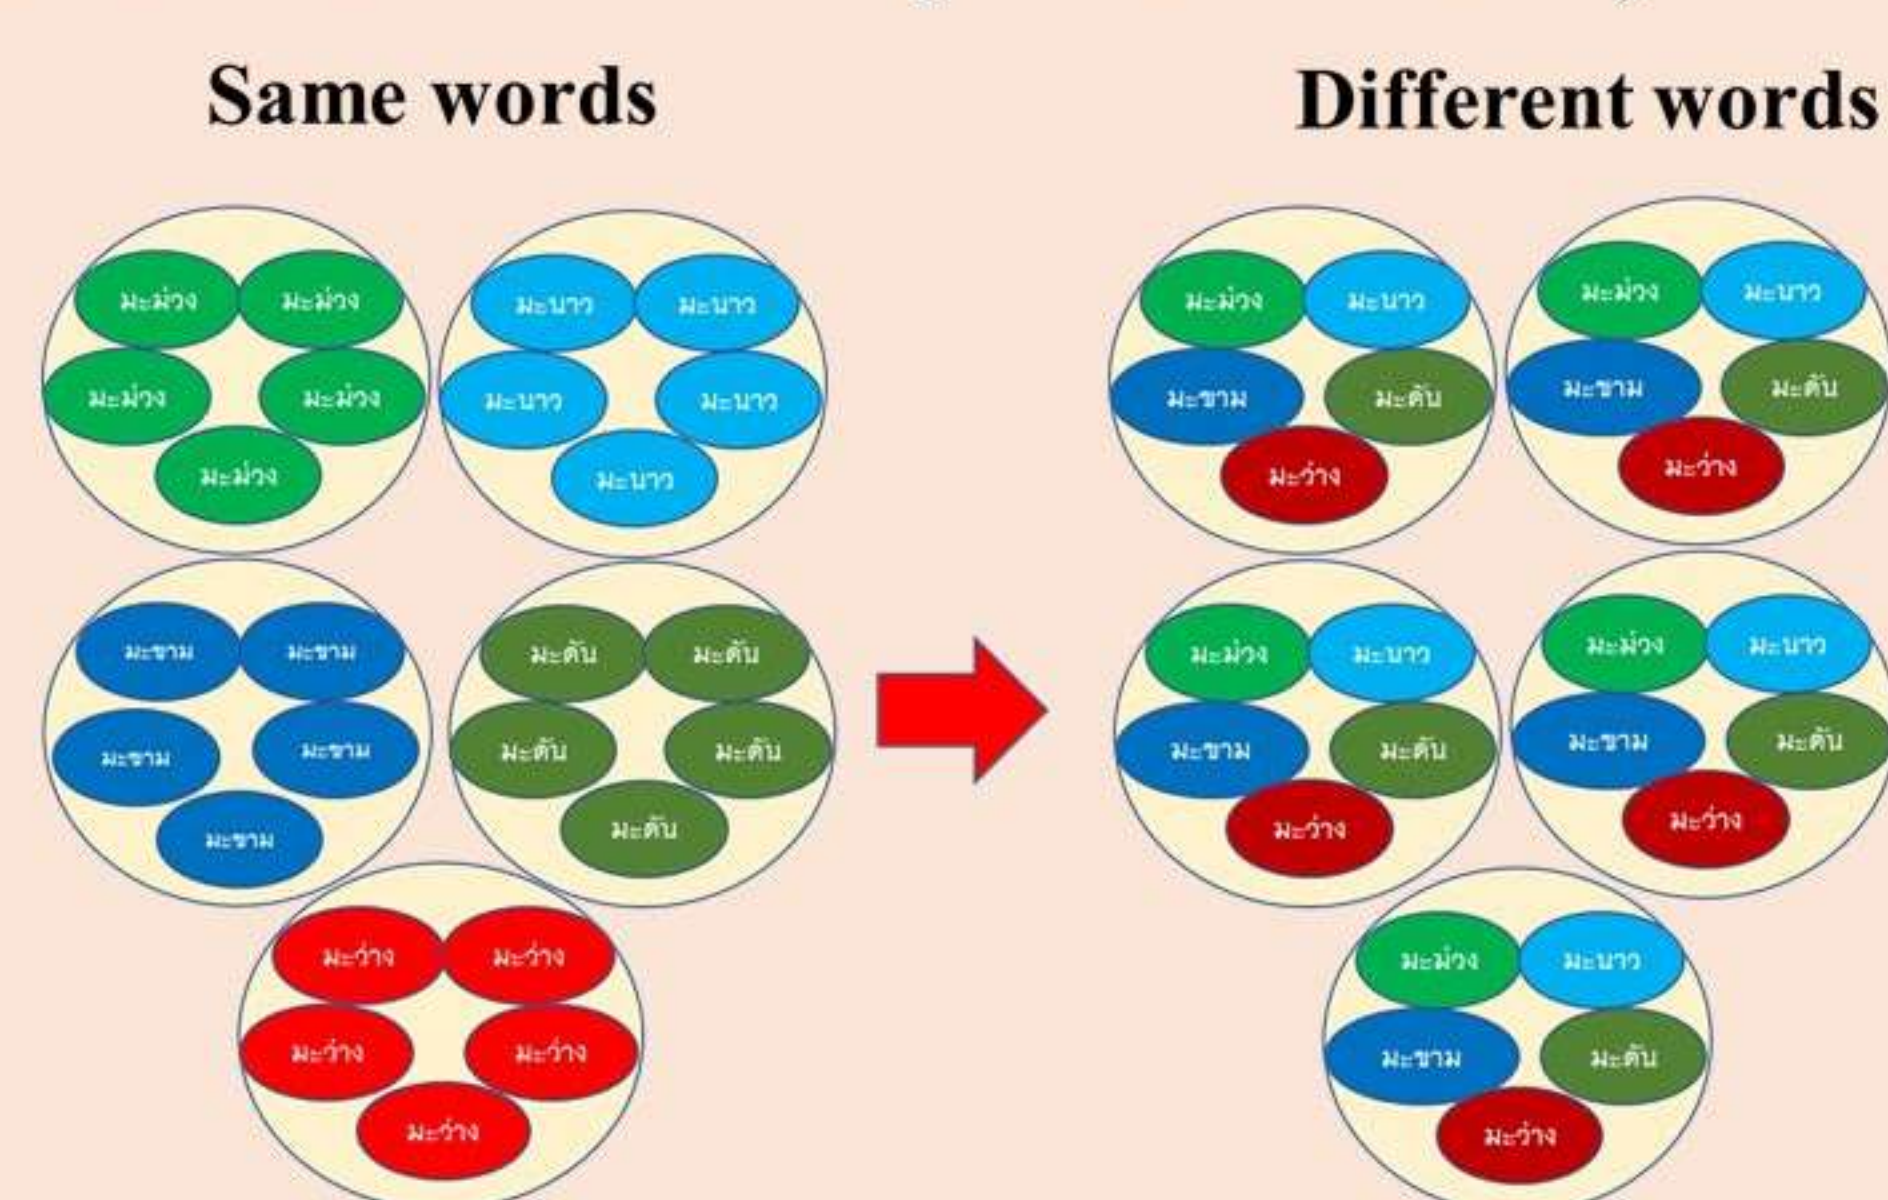 Same words
Different words
มะม่วง มะม่วง
มะม่วง มะม่วง
มะม่วง
มะนาว มะนาว
มะนาว มะนาว
มะนาว
มะขาม มะขาม
มะขาม มะขาม
มะขาม
มะดัน มะดัน
มะดัน มะดัน
มะดัน
มะว่าง มะว่าง
มะว่าง มะว่าง
มะว่าง
มะม่วง มะนาว
มะขาม มะดัน
มะว่าง
มะม่วง มะนาว
มะขาม มะดัน
มะว่าง
มะม่วง มะนาว
มะขาม มะดัน
มะว่าง
มะม่วง มะนาว
มะขาม มะดัน
มะว่าง
มะม่วง มะนาว
มะขาม มะดัน
มะว่าง